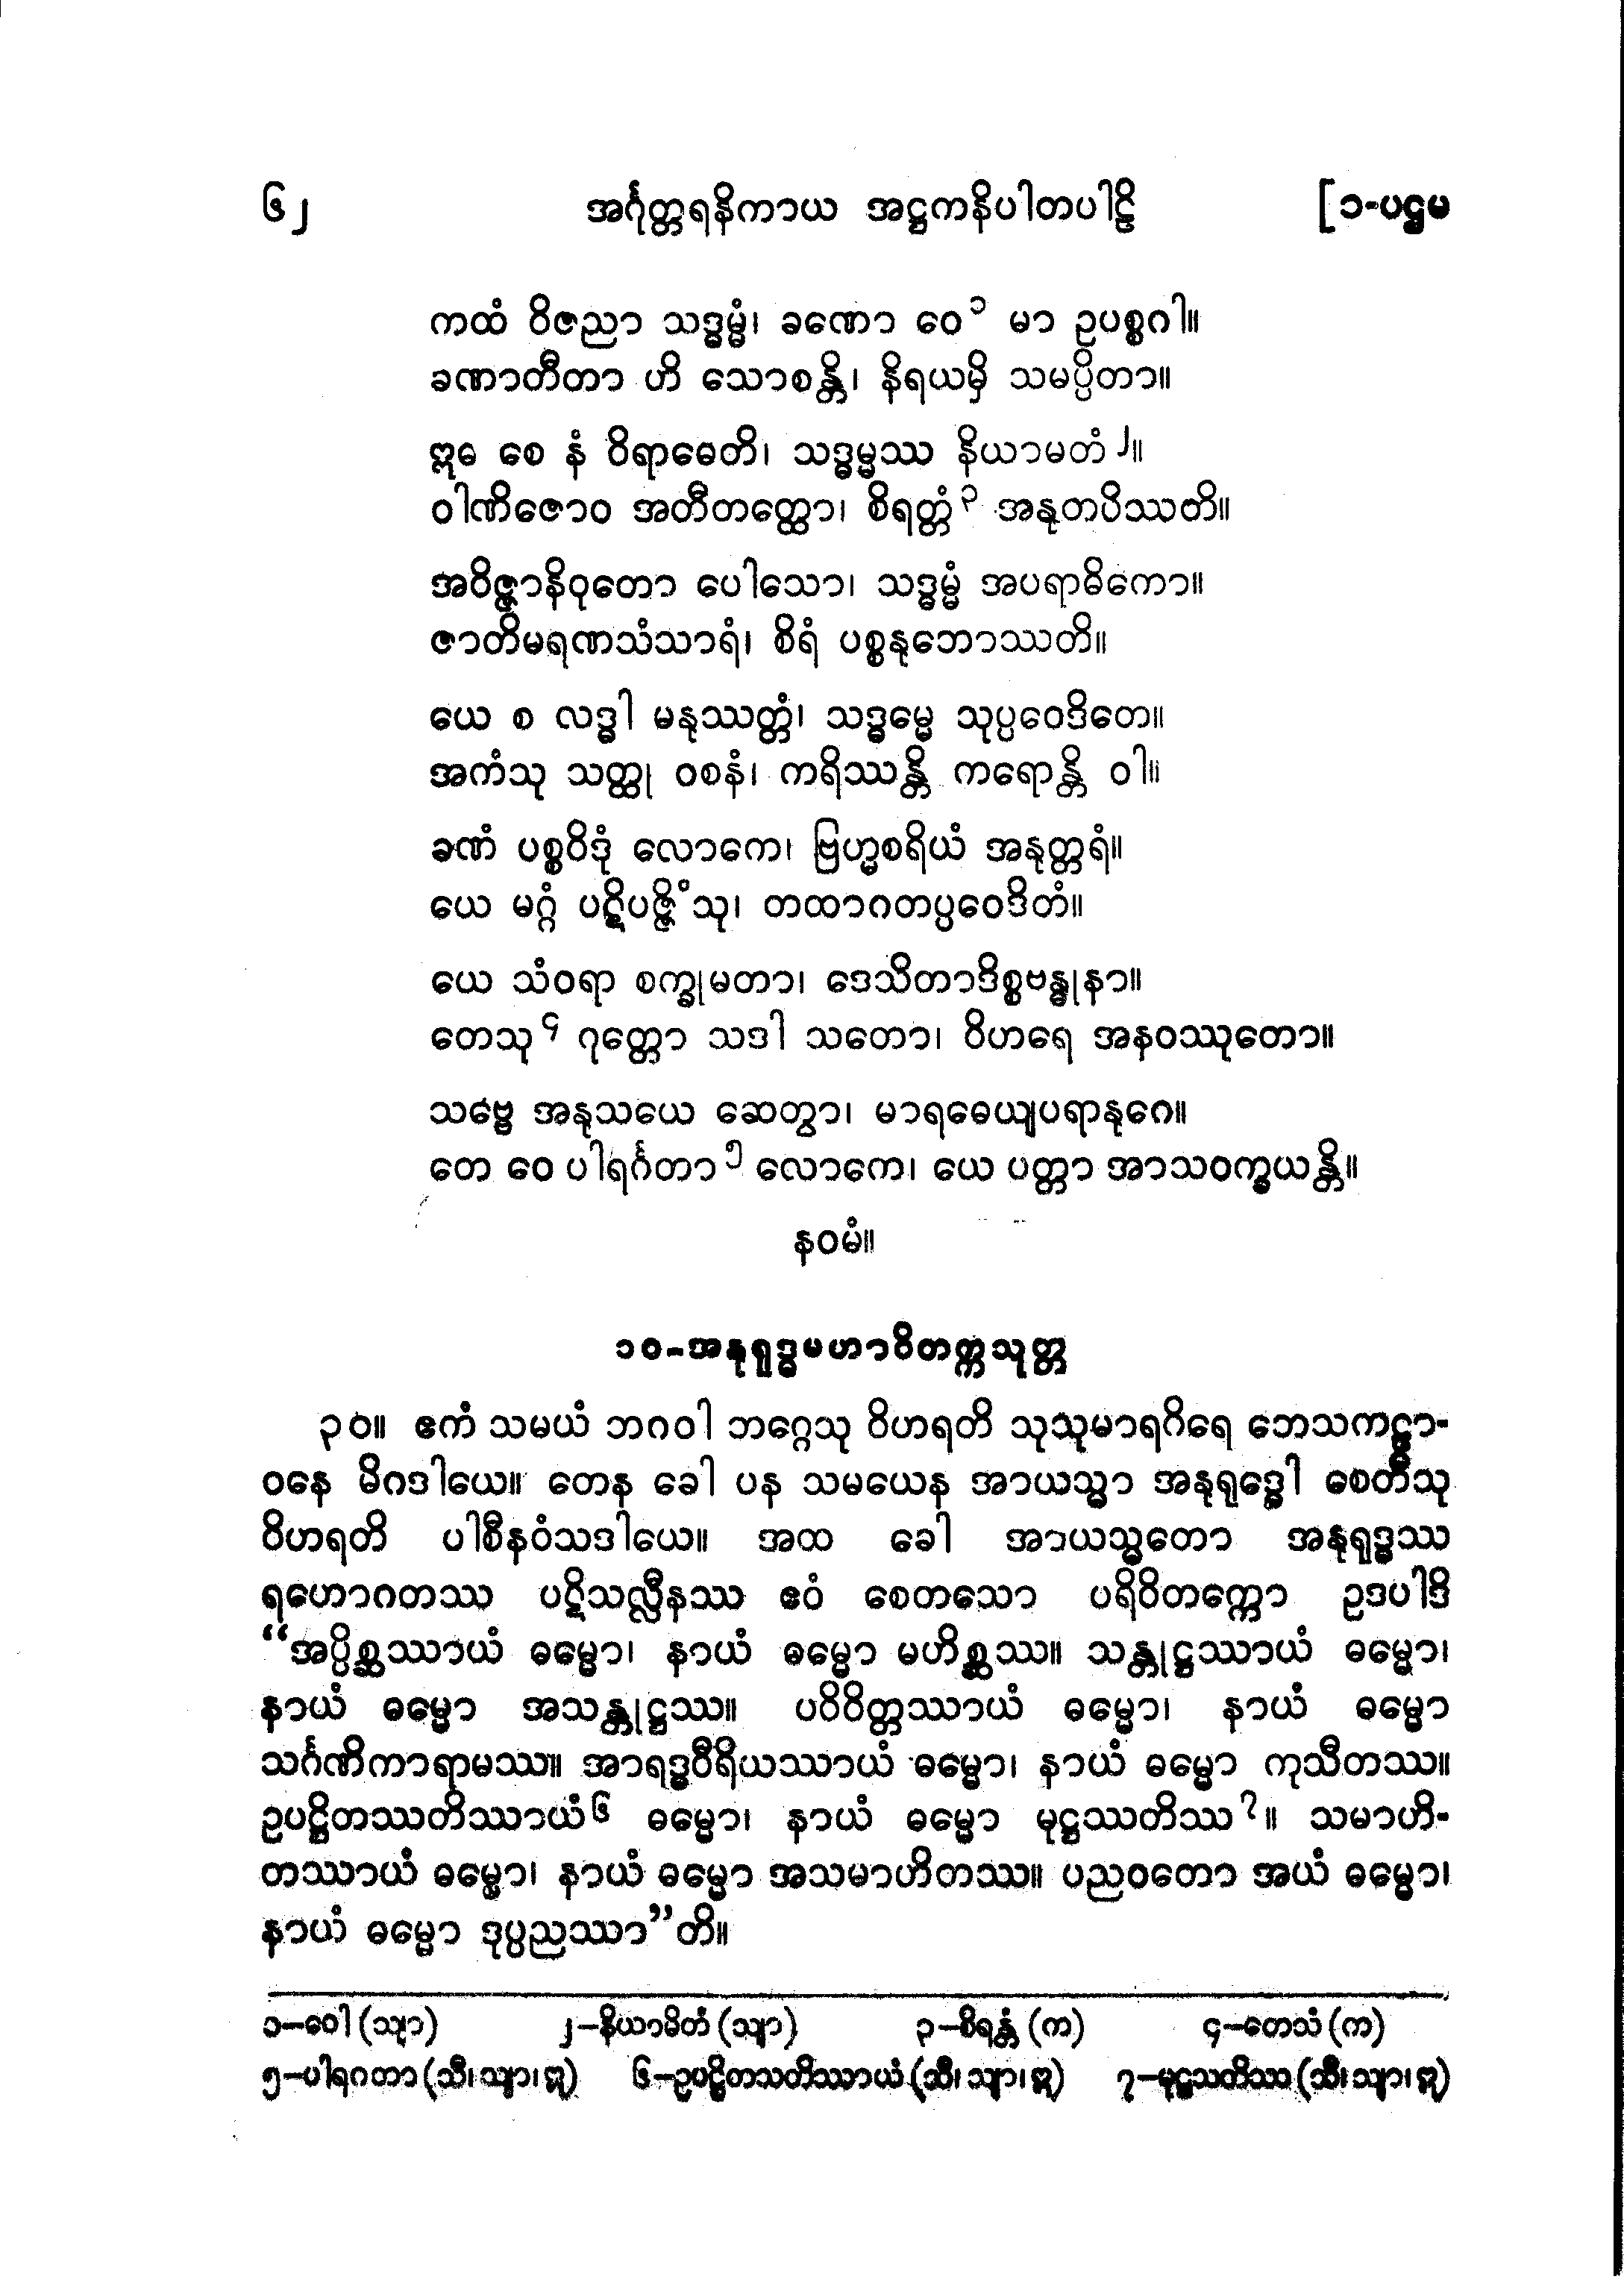 ၆၂ အင်္ဂုတ္တရနိကာယ အဋ္ဌကနိပါတပါဠိ [၁-ပဌမ
ကထံ ဝိဇညာ သဒ္ဓမ္မံ၊ ခဏော ဝေ၁ မာ ဥပစ္စဂါ။
ခဏာတီတာ ဟိ သောစန္တိ၊ နိရယမှိ သမပ္ပိတာ။
ဣဓ စေ နံ ဝိရာဓေတိ၊ သဒ္ဓမ္မဿ နိယာမတံ၂။
ဝါဏိဇောဝ အတီတတ္ထော၊ စိရတ္တံ၃ အနုတပိဿတိ။
အဝိဇ္ဇာနိဝုတော ပေါသော၊ သဒ္ဓမ္မံ အပရာဓိကော။
ဇာတိမရဏသံသာရံ၊ စိရံ ပစ္စနုဘောဿတိ။
ယေ စ လဒ္ဓါ မနုဿတ္တံ၊ သဒ္ဓမ္မေ သုပ္ပဝေဒိတေ။
အကံသု သတ္ထု ဝစနံ၊ ကရိဿန္တိ ကရောန္တိ ဝါ။
ခဏံ ပစ္စဝိဒုံ လောကေ၊ ဗြဟ္မစရိယံ အနုတ္တရံ။
ယေ မဂ္ဂံ ပဋိပဇ္ဇိံသု၊ တထာဂတပ္ပဝေဒိတံ။
ယေ သံဝရာ စက္ခုမတာ၊ ဒေသိတာဒိစ္စဗန္ဓုနာ။
တေသု၄ ဂုတ္တော သဒါ သတော၊ ဝိဟရေ အနဝဿုတော။
သဗ္ဗေ အနုသယေ ဆေတွာ၊ မာရဓေယျပရာနုဂေ။
တေ ဝေ ပါရင်္ဂတာ၅ လောကေ၊ ယေ ပတ္တာ အာသဝက္ခယန္တိ။
နဝမံ။
၁၀-အနုရုဒ္ဓမဟာဝိတက္ကသုတ္တ
၃၀။ ဧကံ သမယံ ဘဂဝါ ဘဂ္ဂေသု ဝိဟရတိ သုသုမာရဂိရေ ဘေသကဠာ-
ဝနေ မိဂဒါယေ။ တေန ခေါ ပန သမယေန အာယသ္မာ အနုရုဒ္ဓေါ စေတီသု
ဝိဟရတိ ပါစီနဝံသဒါယေ။ အထ ခေါ အာယသ္မတော အနုရုဒ္ဓဿ
ရဟောဂတဿ ပဋိသလ္လီနဿ ဧဝံ စေတသော ပရိဝိတက္ကော ဥဒပါဒိ
“အပ္ပိစ္ဆဿာယံ ဓမ္မော၊ နာယံ ဓမ္မော မဟိစ္ဆဿ။ သန္တုဋ္ဌဿာယံ ဓမ္မော၊
နာယံ ဓမ္မော အသန္တုဋ္ဌဿ။ ပဝိဝိတ္တဿာယံ ဓမ္မော၊ နာယံ ဓမ္မော
သင်္ဂဏိကာရာမဿ။ အာရဒ္ဓဝီရိယဿာယံ ဓမ္မော၊ နာယံ ဓမ္မော ကုသီတဿ။
ဥပဋ္ဌိတဿတိဿာယံ၆ ဓမ္မော၊ နာယံ ဓမ္မော မုဋ္ဌဿတိဿ၇။ သမာဟိ-
တဿာယံ ဓမ္မော၊ နာယံ ဓမ္မော အသမာဟိတဿ။ ပညဝတော အယံ ဓမ္မော၊
နာယံ ဓမ္မော ဒုပ္ပညဿာ”တိ။
၁–ဝေါ (သျာ) ၂–နိယာမိတံ (သျာ) ၃–စိရန္တံ (က) ၄–တေသံ (က)
၅–ပါရဂတာ (သီ၊ သျာ၊ ဣ) ၆–ဥပဋ္ဌိတသတိဿာယံ (သီ၊ သျာ၊ ဣ) ၇–မုဋ္ဌသတိဿ (သီ၊ သျာ၊ ဣ)